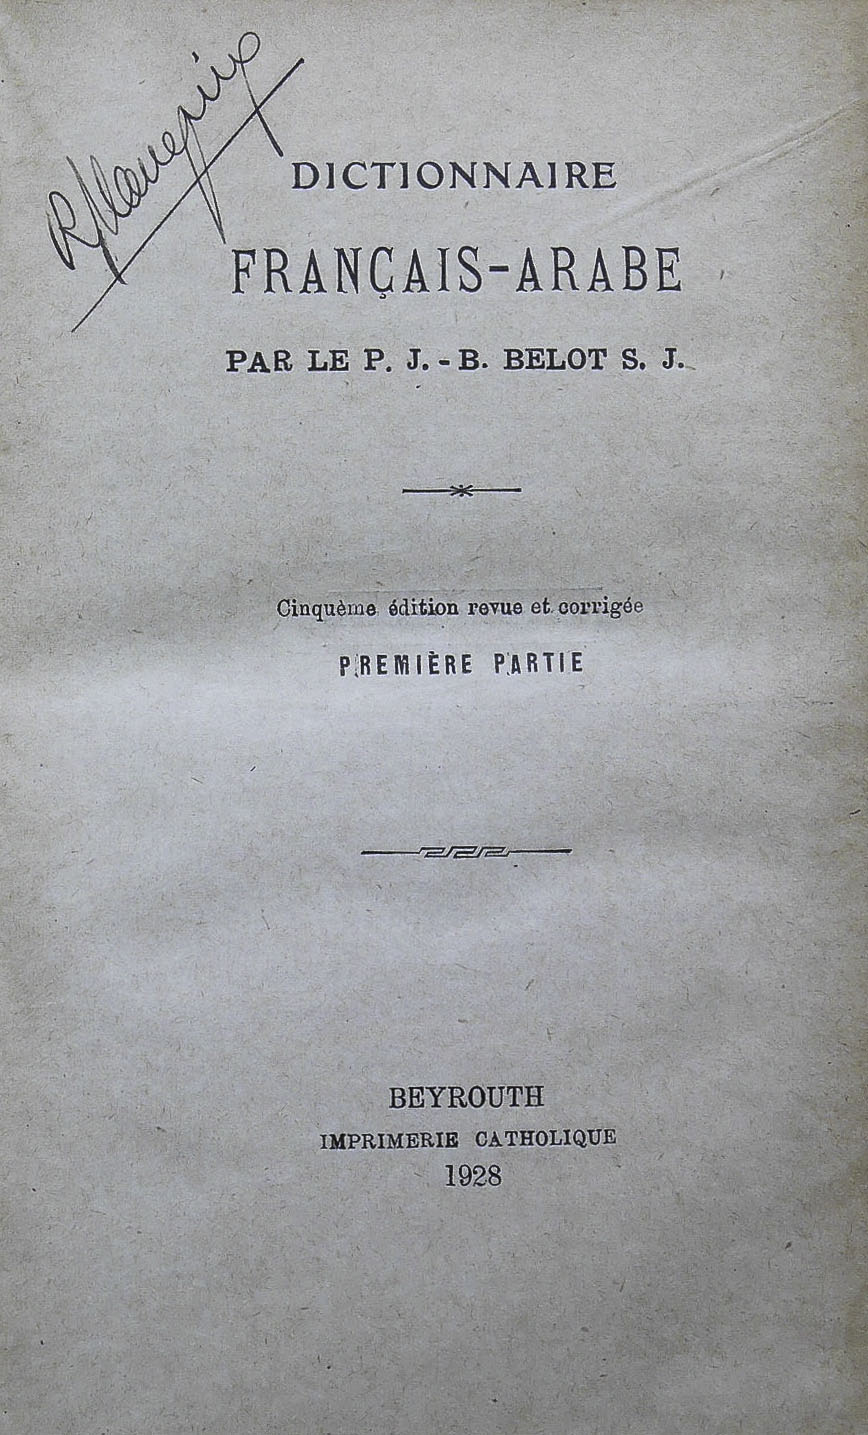 DICTIONNAIRE
FRANÇAIS-ARABE
PAR LE P. J.-B. BELOT S. J.
Cinquème édition revue et corrigée
PREMIÈRE PARTIE
BEYROUTH
IMPRIMERIE CATHOLIQUE
1928